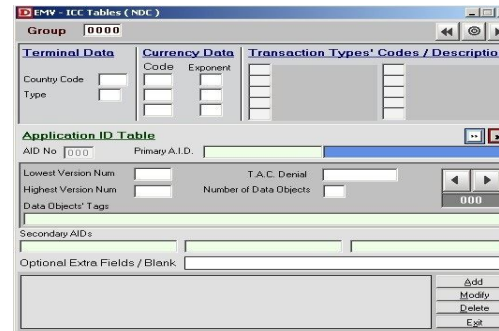 EMV - ICC Tables ( NDC )
Group 0000
Terminal Data
Country Code
Type
Currency Data
Code Exponent
Transaction Types' Codes / Descriptio
Application ID Table
AID No 000 Primary A.I.D.
Lowest Version Num T.A.C. Denial
Highest Version Num Number of Data Objects
000
Data Objects' Tags
Secondary AIDs
Optional Extra Fields / Blank
Add
Modify
Delete
Exit